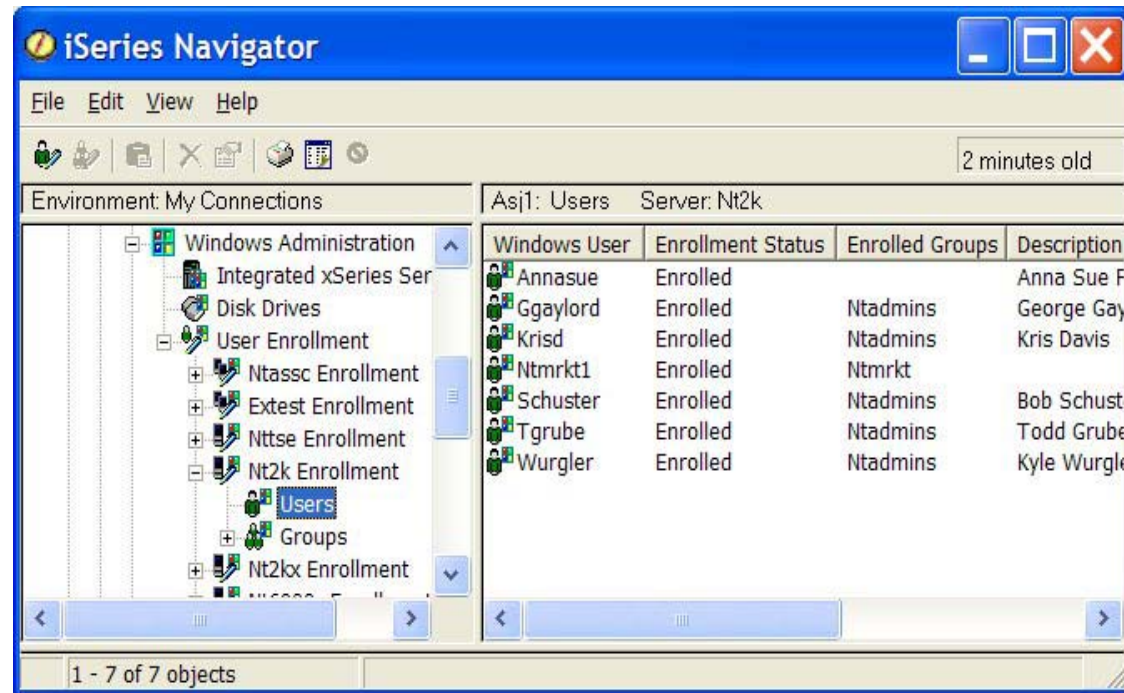 iSeries Navigator
File Edit View Help
2 minutes old
Environment: My Connections
Asj1: Users Server: Nt2k
Windows Administration
Integrated xSeries Ser
Disk Drives
User Enrollment
Ntassc Enrollment
Extest Enrollment
Nttse Enrollment
Nt2k Enrollment
Users
Groups
Nt2kx Enrollment
Windows User Enrollment Status Enrolled Groups Description
Annasue Enrolled Anna Sue F
Ggaylord Enrolled Ntadmins George Gay
Krisd Enrolled Ntadmins Kris Davis
Ntmrkt1 Enrolled Ntmrkt
Schuster Enrolled Ntadmins Bob Schust
Tgrube Enrolled Ntadmins Todd Grube
Wurgler Enrolled Ntadmins Kyle Wurgle
1 - 7 of 7 objects